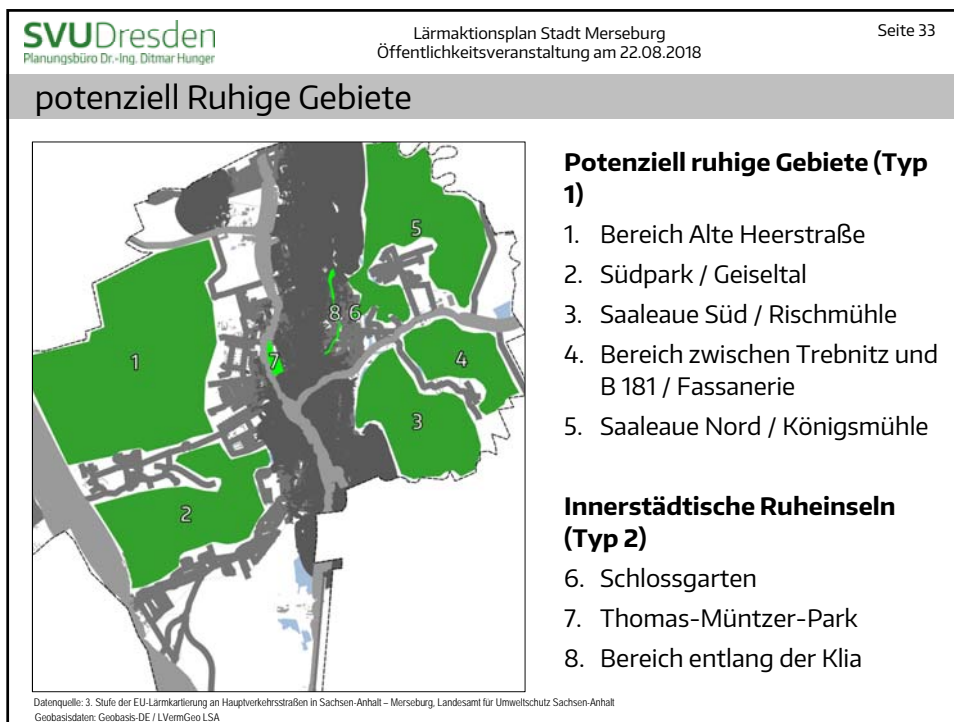 SVUDresden
Planungsbüro Dr.-Ing. Ditmar Hunger
Lärmaktionsplan Stadt Merseburg
Öffentlichkeitsveranstaltung am 22.08.2018
Seite 33
potenziell Ruhige Gebiete
5
8 6
1
7
4
3
2
Potenziell ruhige Gebiete (Typ
1)
1. Bereich Alte Heerstraße
2. Südpark / Geiseltal
3. Saaleaue Süd / Rischmühle
4. Bereich zwischen Trebnitz und
B 181 / Fassanerie
5. Saaleaue Nord / Königsmühle
Innerstädtische Ruheinseln
(Typ 2)
6. Schlossgarten
7. Thomas-Müntzer-Park
8. Bereich entlang der Klia
Datenquelle: 3. Stufe der EU-Lärmkartierung an Hauptverkehrsstraßen in Sachsen-Anhalt – Merseburg, Landesamt für Umweltschutz Sachsen-Anhalt
Geobasisdaten: Geobasis-DE / LVermGeo LSA